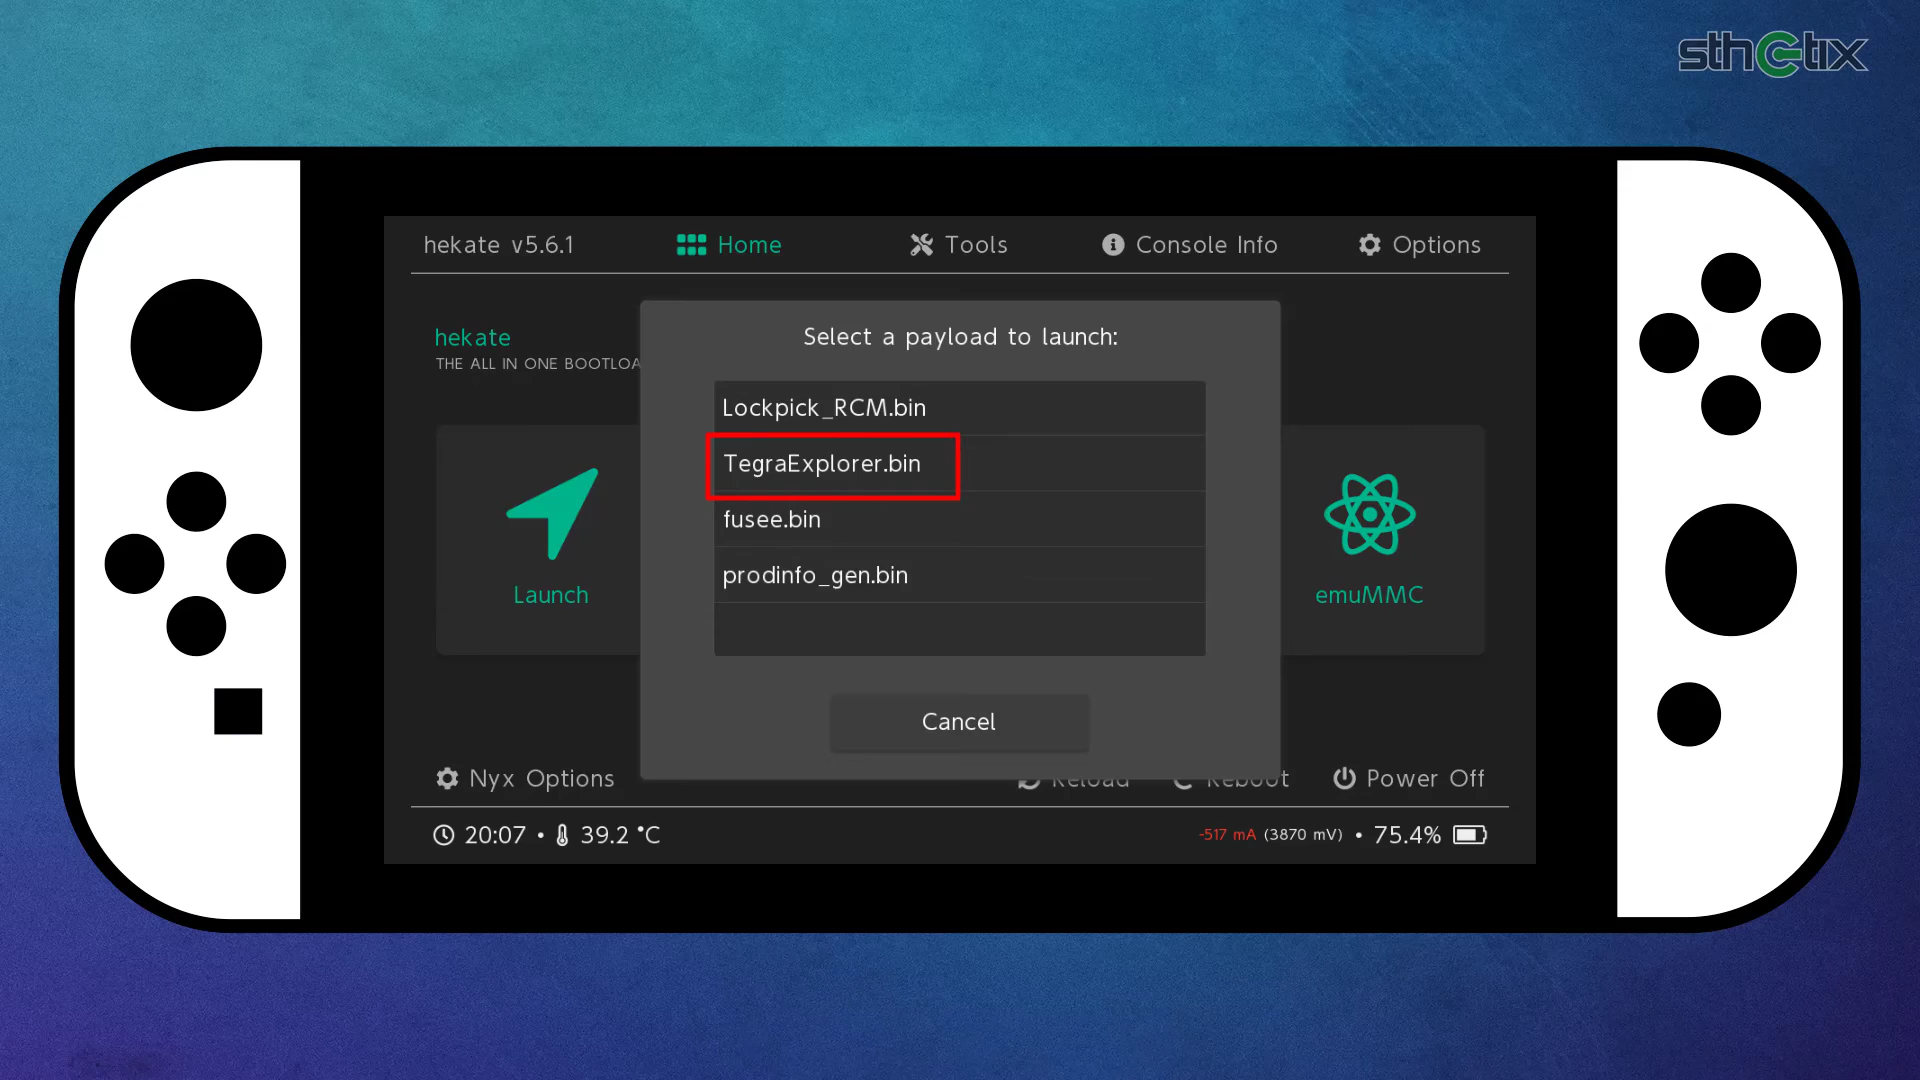 sthetix
hekate v5.6.1
Home
Tools
Console Info
Options
hekate
THE ALL IN ONE BOOTLOA
Select a payload to launch:
Lockpick_RCM.bin
TegraExplorer.bin
fusee.bin
prodinfo_gen.bin
Launch
emuMMC
Cancel
Nyx Options
Reload
Reboot
Power Off
20:07 • 39.2 °C
-517 mA (3870 mV) • 75.4%